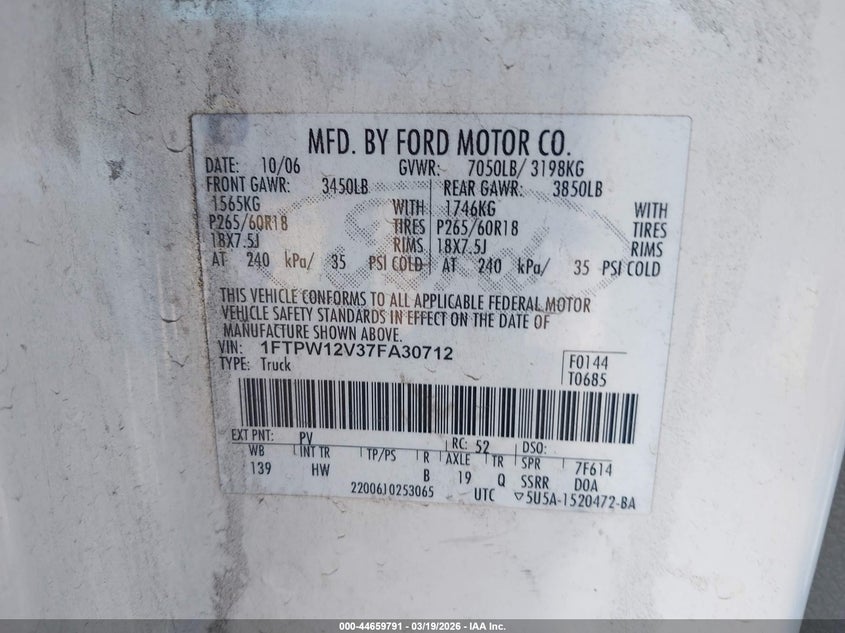 MFD. BY FORD MOTOR CO.
DATE: 10/06 GVWR: 7050LB/ 3198KG
FRONT GAWR: 3450LB REAR GAWR: 3850LB
1565KG WITH 1746KG WITH
P265/60R18 TIRES P265/60R18 TIRES
18X7.5J RIMS 18X7.5J RIMS
AT 240 kPa/ 35 PSI COLD AT 240 kPa/ 35 PSI COLD
THIS VEHICLE CONFORMS TO ALL APPLICABLE FEDERAL MOTOR
VEHICLE SAFETY STANDARDS IN EFFECT ON THE DATE OF
MANUFACTURE SHOWN ABOVE.
VIN: 1FTPW12V37FA30712
TYPE: Truck
F0144
T0685
EXT PNT: PV RC: 52 DSO:
WB INT TR TP/PS R AXLE TR SPR 7F614
139 HW B 19 Q SSRR DOA
2200610253065 UTC ▽5U5A-1520472-BA
000-44659791 - 03/19/2026 - IAA Inc.